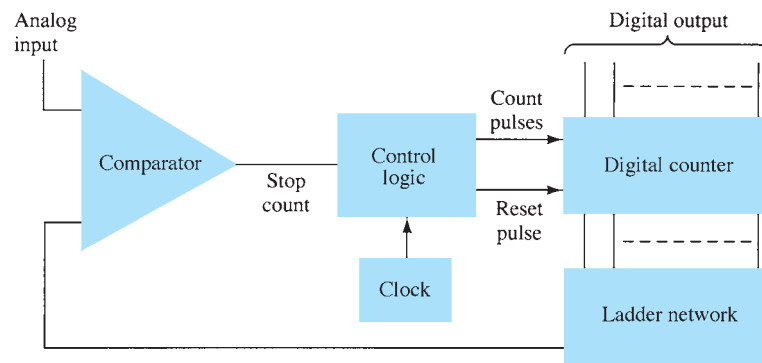 Analog
input
Digital output
Comparator
Stop
count
Control
logic
Count
pulses
Reset
pulse
Digital counter
Clock
Ladder network